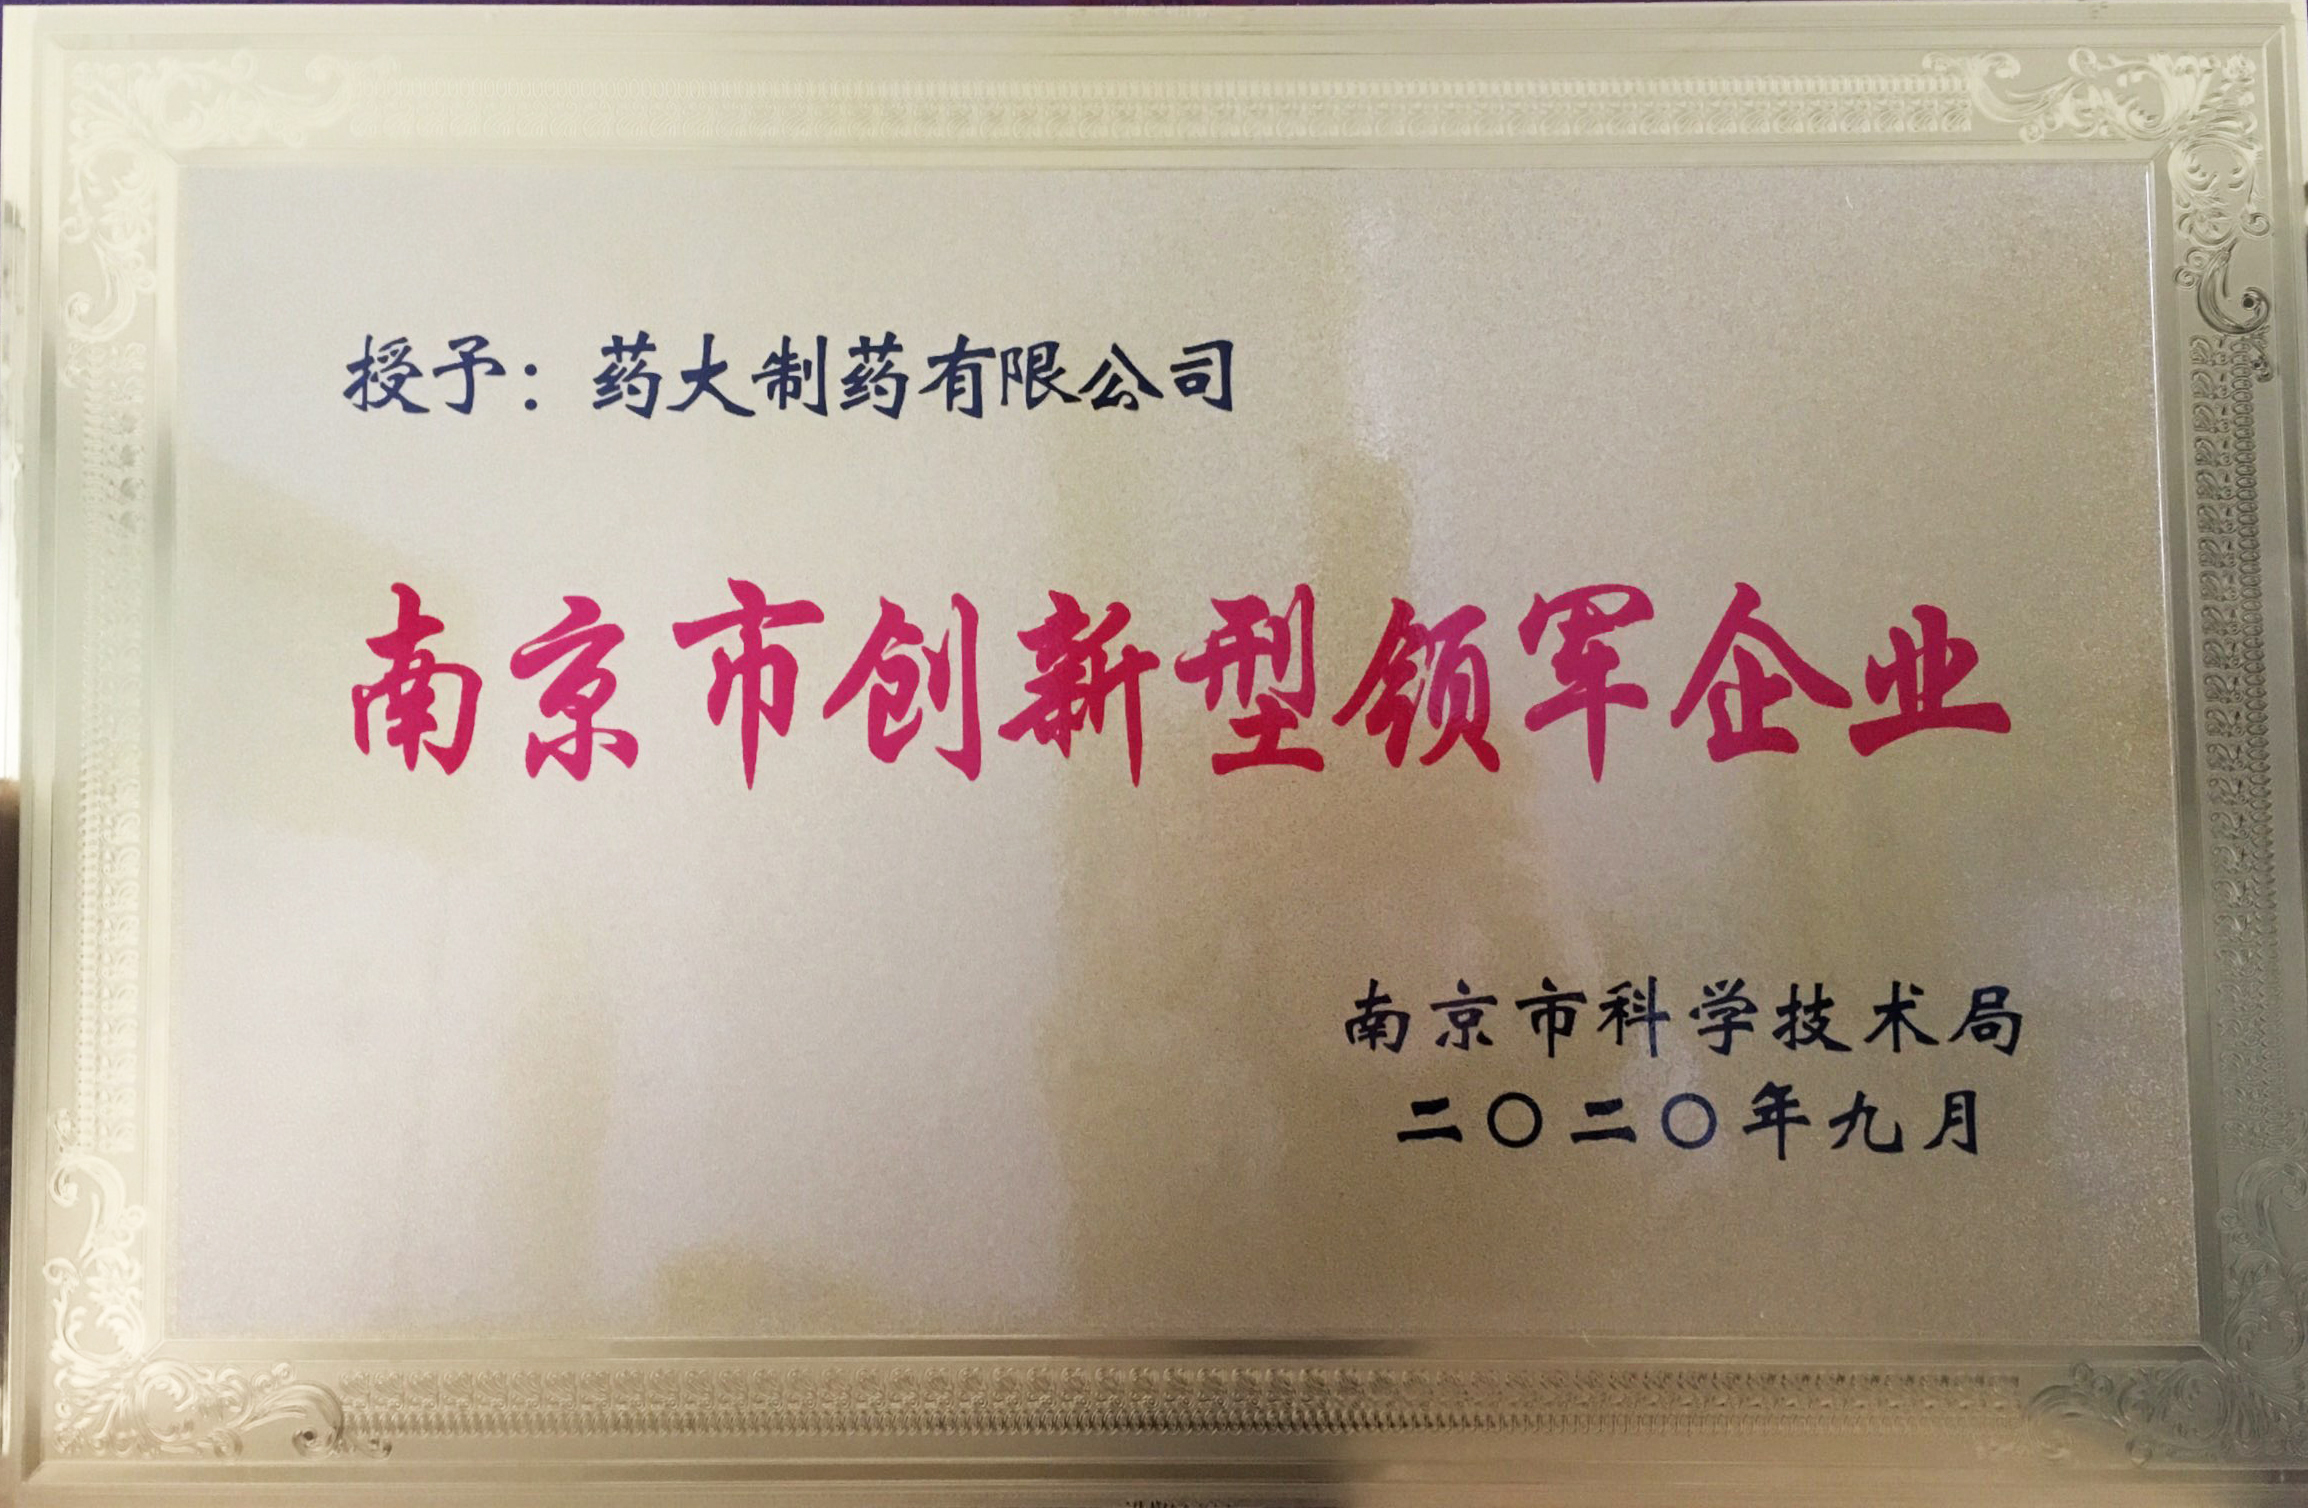 授予：药大制药有限公司
南京市创新型领军企业
南京市科学技术局
二〇二〇年九月